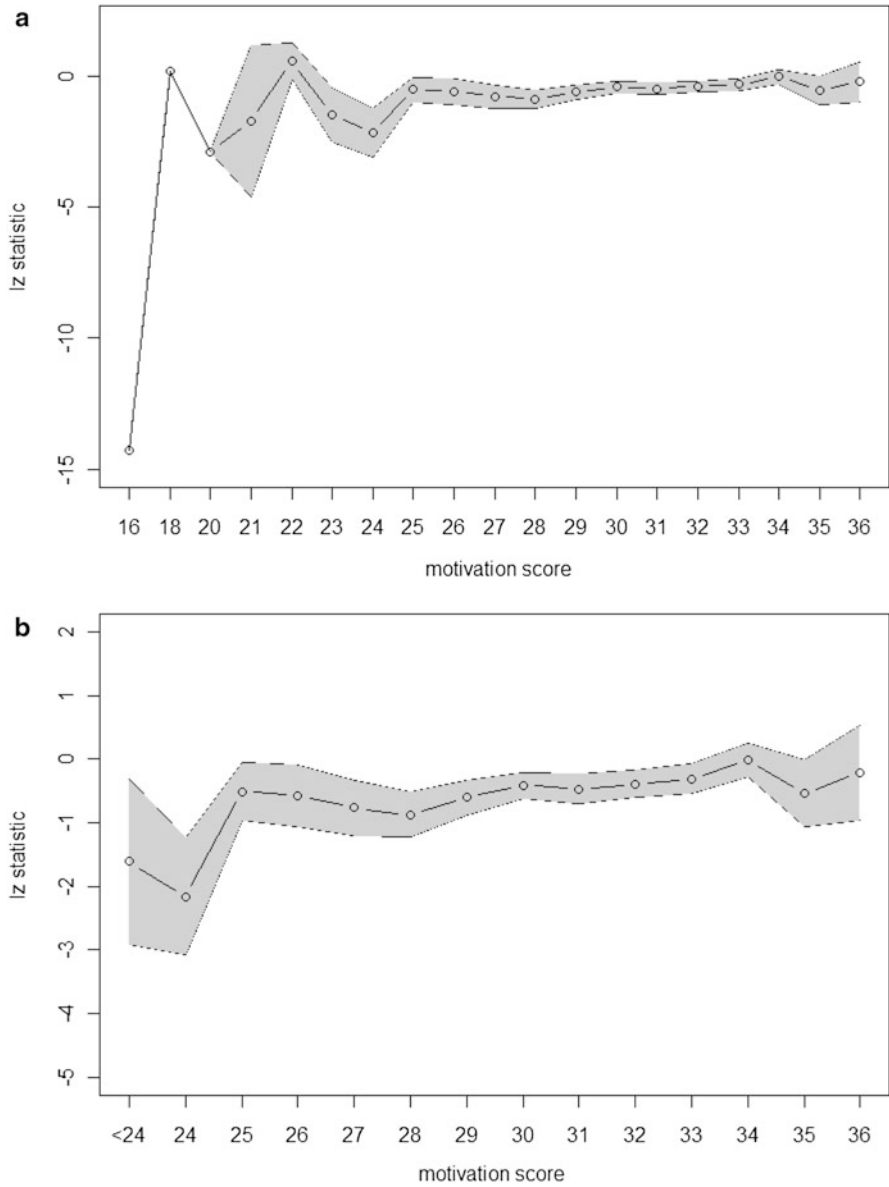 a
0
-5
-10
-15
lz statistic
16 18 20 21 22 23 24 25 26 27 28 29 30 31 32 33 34 35 36
motivation score
b
2
1
0
-1
-2
-3
-4
-5
lz statistic
<24 24 25 26 27 28 29 30 31 32 33 34 35 36
motivation score